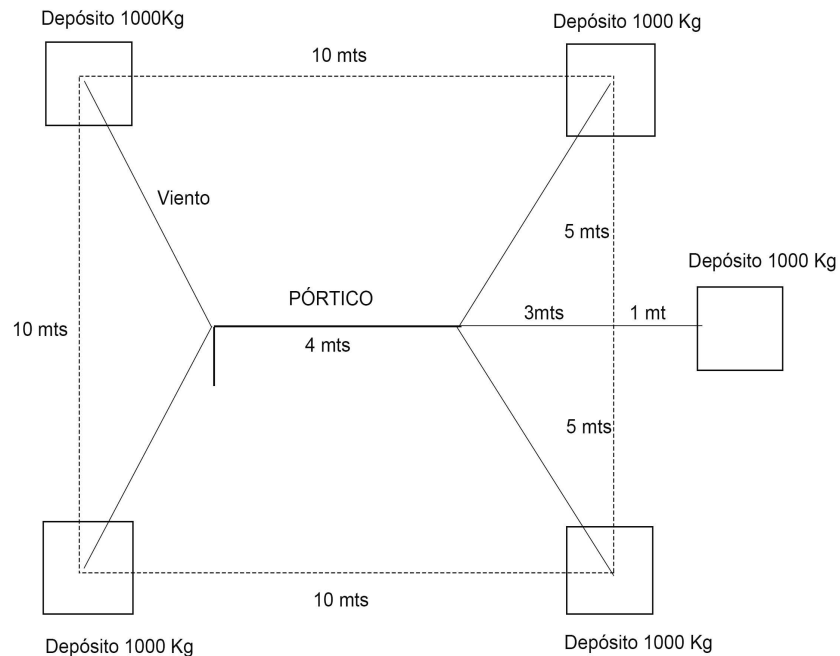 Depósito 1000Kg
Depósito 1000 Kg
10 mts
Viento
5 mts
Depósito 1000 Kg
PÓRTICO
3mts
1 mt
10 mts
4 mts
5 mts
10 mts
Depósito 1000 Kg
Depósito 1000 Kg